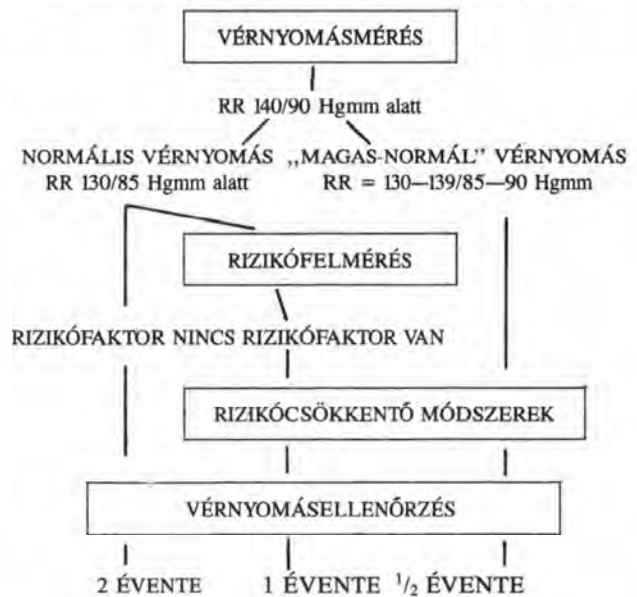 VÉRNYOMÁSMÉRÉS
RR 140/90 Hgmm alatt
NORMÁLIS VÉRNYOMÁS „MAGAS-NORMÁL” VÉRNYOMÁS
RR 130/85 Hgmm alatt RR = 130—139/85—90 Hgmm
RIZIKÓFELMÉRÉS
RIZIKÓFAKTOR NINCS RIZIKÓFAKTOR VAN
RIZIKÓCSÖKKENTŐ MÓDSZEREK
VÉRNYOMÁSELLENŐRZÉS
2 ÉVENTE 1 ÉVENTE ¹/₂ ÉVENTE